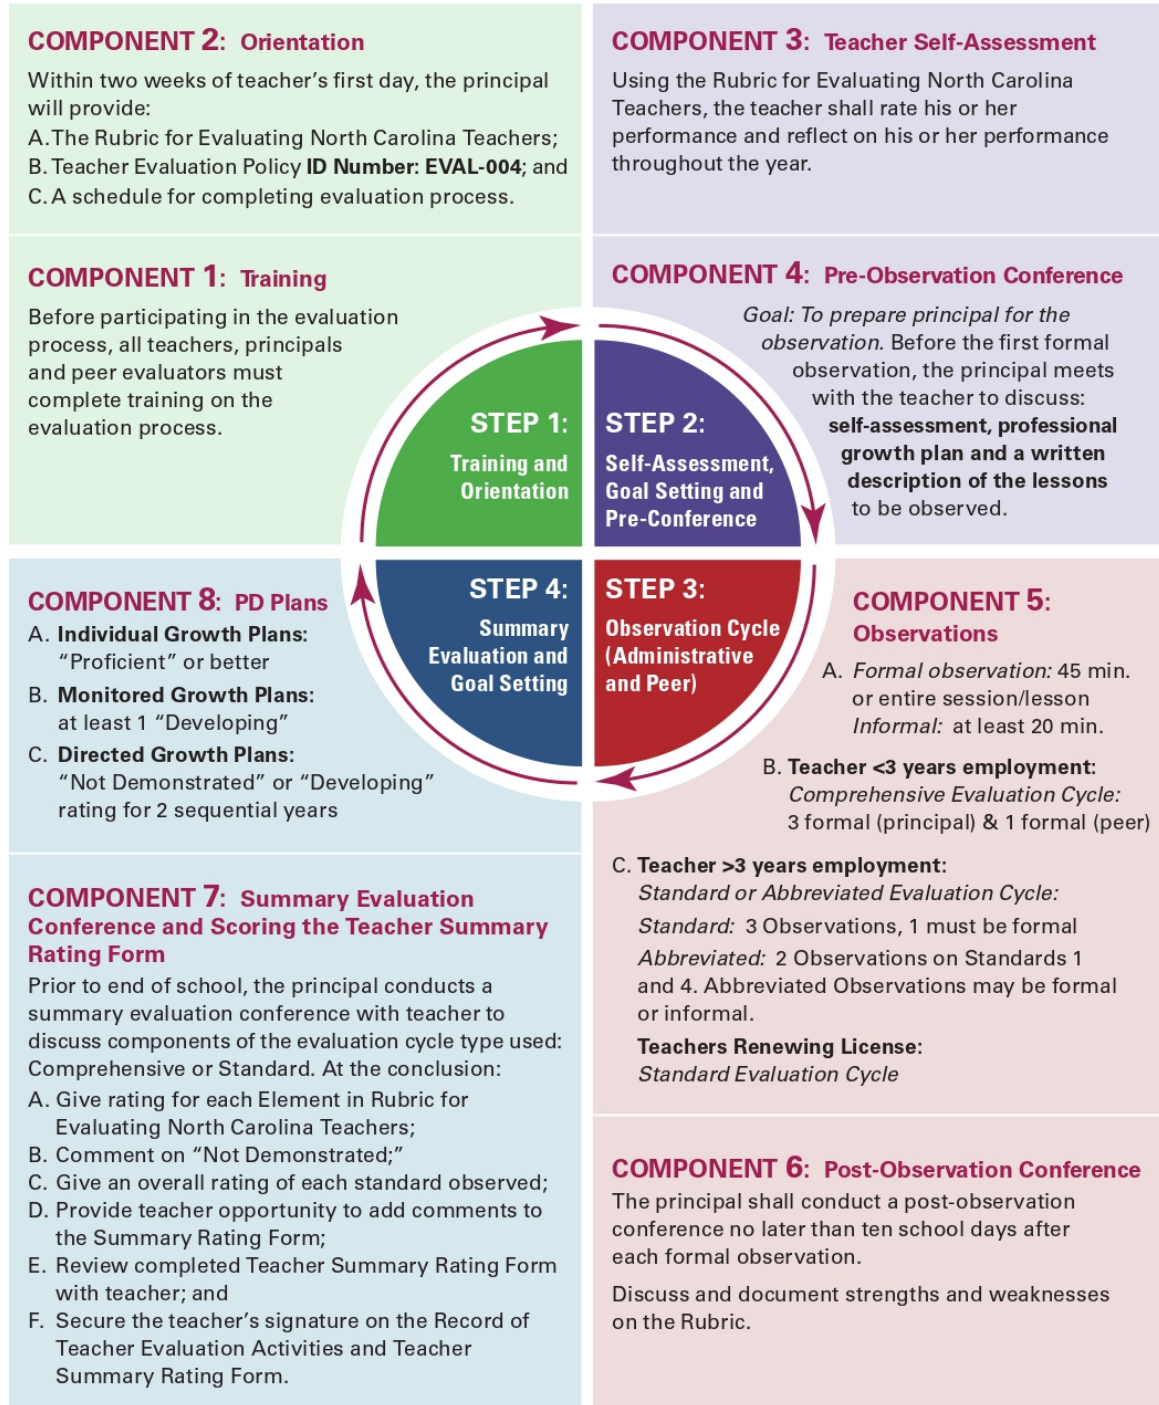 COMPONENT 2: Orientation
Within two weeks of teacher’s first day, the principal
will provide:
A. The Rubric for Evaluating North Carolina Teachers;
B. Teacher Evaluation Policy ID Number: EVAL-004; and
C. A schedule for completing evaluation process.
COMPONENT 3: Teacher Self-Assessment
Using the Rubric for Evaluating North Carolina
Teachers, the teacher shall rate his or her
performance and reflect on his or her performance
throughout the year.
COMPONENT 1: Training
Before participating in the evaluation
process, all teachers, principals
and peer evaluators must
complete training on the
evaluation process.
COMPONENT 4: Pre-Observation Conference
Goal: To prepare principal for the
observation. Before the first formal
observation, the principal meets
with the teacher to discuss:
self-assessment, professional
growth plan and a written
description of the lessons
to be observed.
STEP 1:
Training and
Orientation
STEP 2:
Self-Assessment,
Goal Setting and
Pre-Conference
STEP 4:
Summary
Evaluation and
Goal Setting
STEP 3:
Observation Cycle
(Administrative
and Peer)
COMPONENT 8: PD Plans
A. Individual Growth Plans:
“Proficient” or better
B. Monitored Growth Plans:
at least 1 “Developing”
C. Directed Growth Plans:
“Not Demonstrated” or “Developing”
rating for 2 sequential years
COMPONENT 5:
Observations
A. Formal observation: 45 min.
or entire session/lesson
Informal: at least 20 min.
B. Teacher <3 years employment:
Comprehensive Evaluation Cycle:
3 formal (principal) & 1 formal (peer)
C. Teacher >3 years employment:
Standard or Abbreviated Evaluation Cycle:
Standard: 3 Observations, 1 must be formal
Abbreviated: 2 Observations on Standards 1
and 4. Abbreviated Observations may be formal
or informal.
Teachers Renewing License:
Standard Evaluation Cycle
COMPONENT 7: Summary Evaluation
Conference and Scoring the Teacher Summary
Rating Form
Prior to end of school, the principal conducts a
summary evaluation conference with teacher to
discuss components of the evaluation cycle type used:
Comprehensive or Standard. At the conclusion:
A. Give rating for each Element in Rubric for
Evaluating North Carolina Teachers;
B. Comment on “Not Demonstrated;”
C. Give an overall rating of each standard observed;
D. Provide teacher opportunity to add comments to
the Summary Rating Form;
E. Review completed Teacher Summary Rating Form
with teacher; and
F. Secure the teacher’s signature on the Record of
Teacher Evaluation Activities and Teacher
Summary Rating Form.
COMPONENT 6: Post-Observation Conference
The principal shall conduct a post-observation
conference no later than ten school days after
each formal observation.
Discuss and document strengths and weaknesses
on the Rubric.